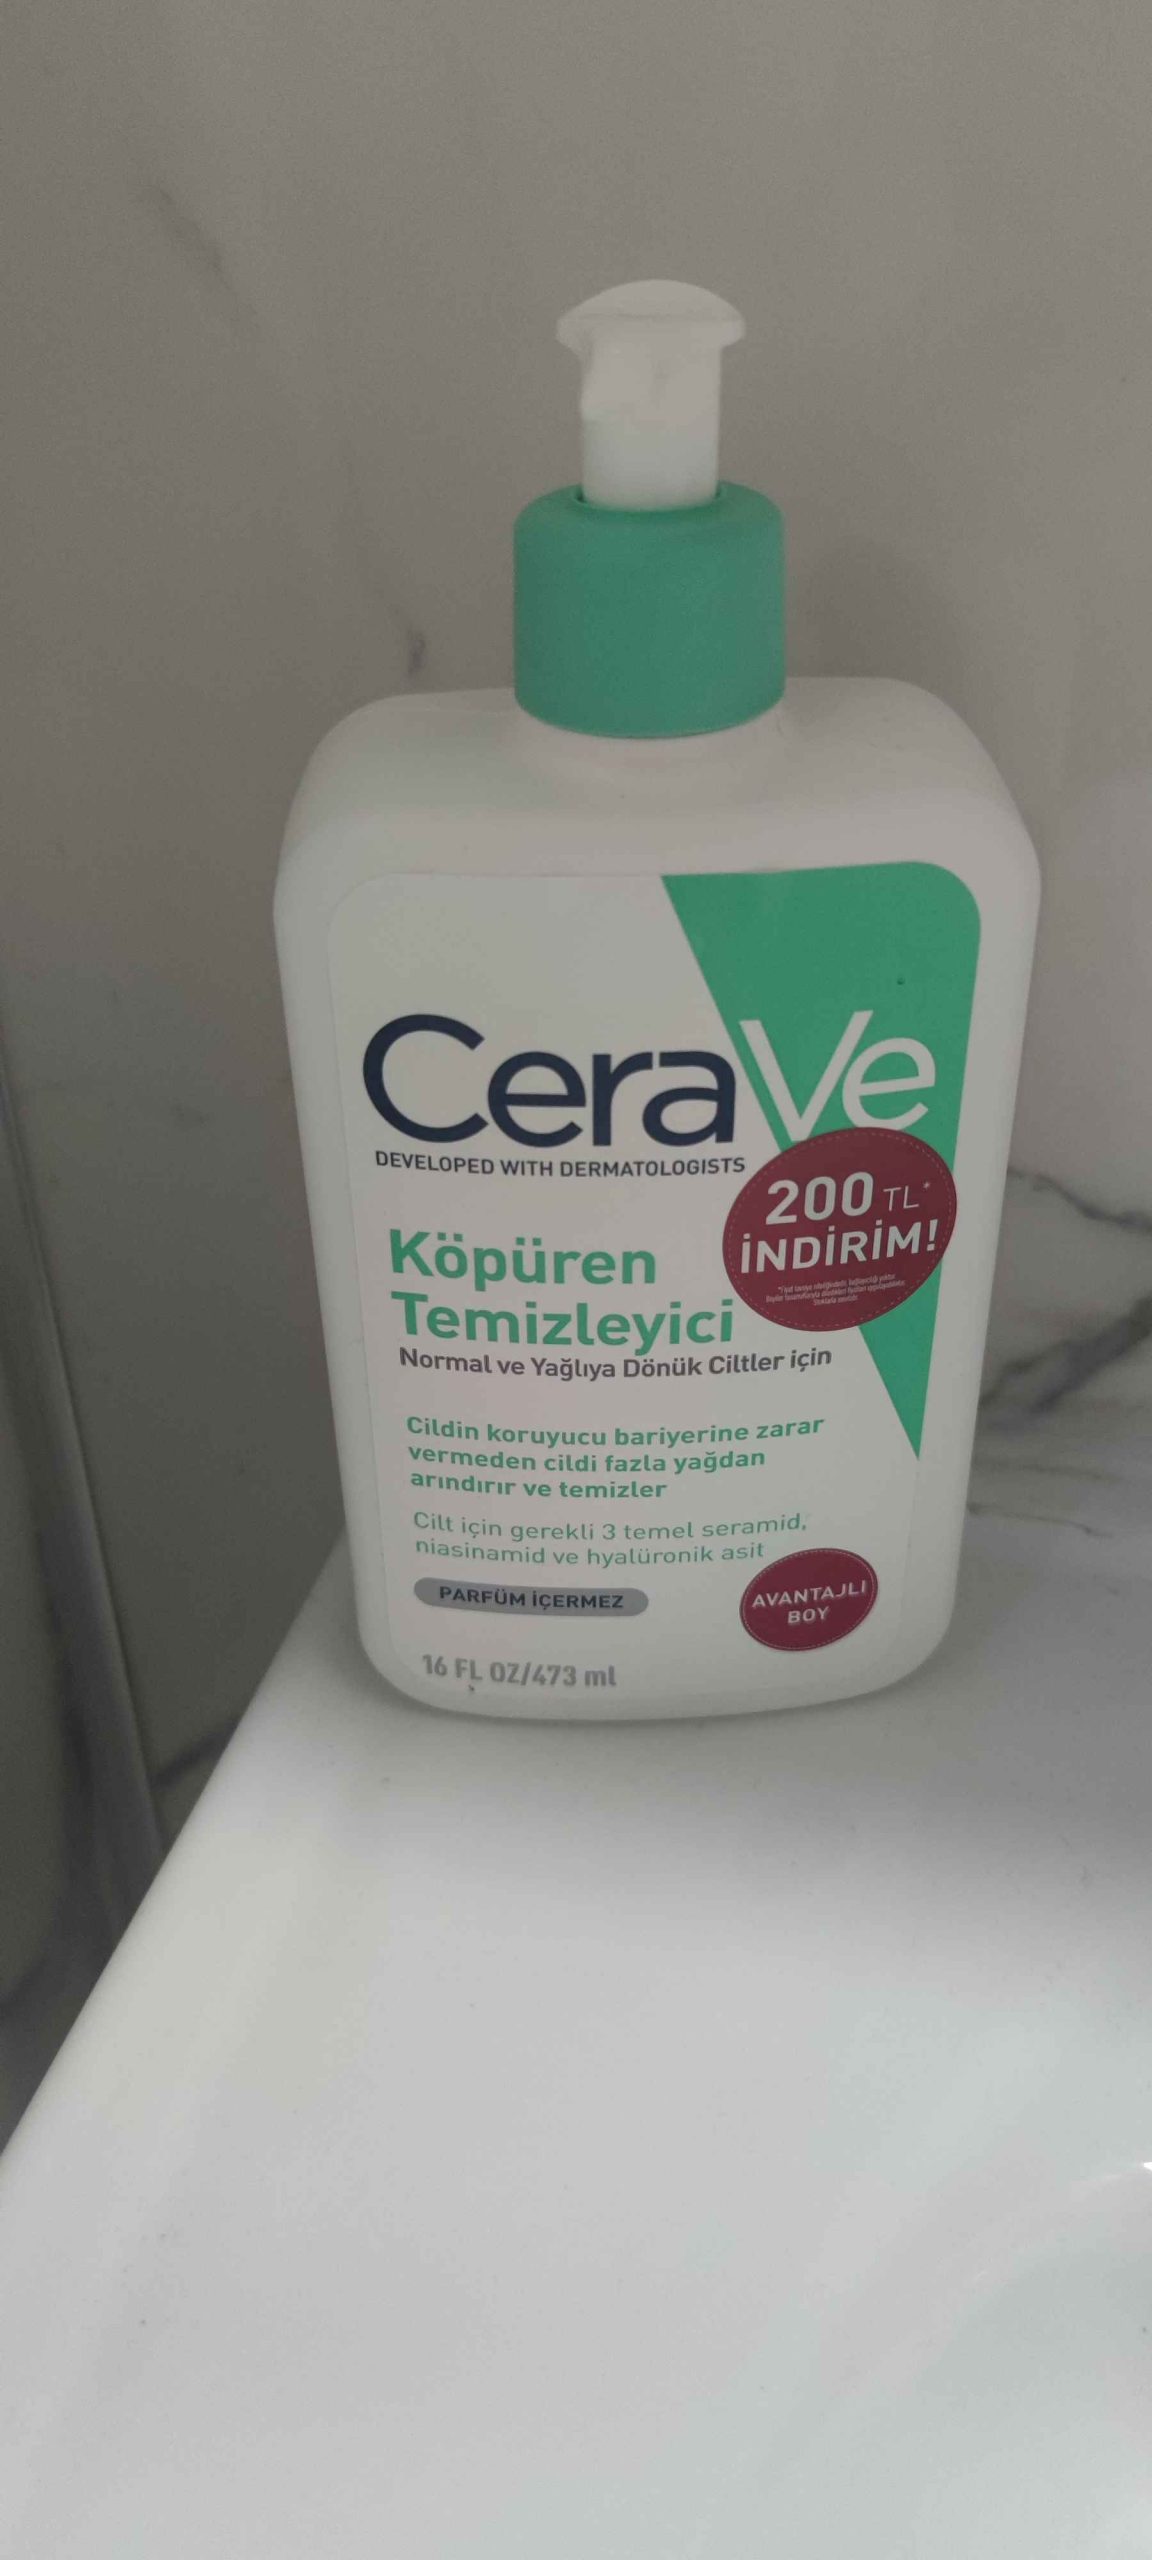 CeraVe
DEVELOPED WITH DERMATOLOGISTS
200 TL*
İNDİRİM!
Köpüren
Temizleyici
Normal ve Yağlıya Dönük Ciltler için
Cildin koruyucu bariyerine zarar
vermeden cildi fazla yağdan
arındırır ve temizler
Cilt için gerekli 3 temel seramid,
niasinamid ve hyalüronik asit
PARFÜM İÇERMEZ
AVANTAJLI
BOY
16 FL OZ/473 ml